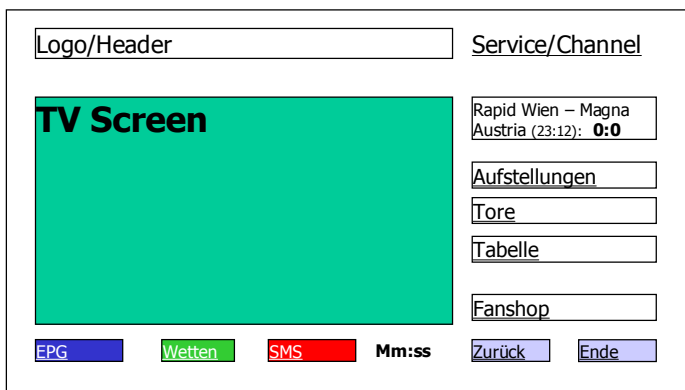 Logo/Header
Service/Channel
TV Screen
Rapid Wien – Magna
Austria (23:12): 0:0
Aufstellungen
Tore
Tabelle
Fanshop
EPG
Wetten
SMS
Mm:ss
Zurück
Ende